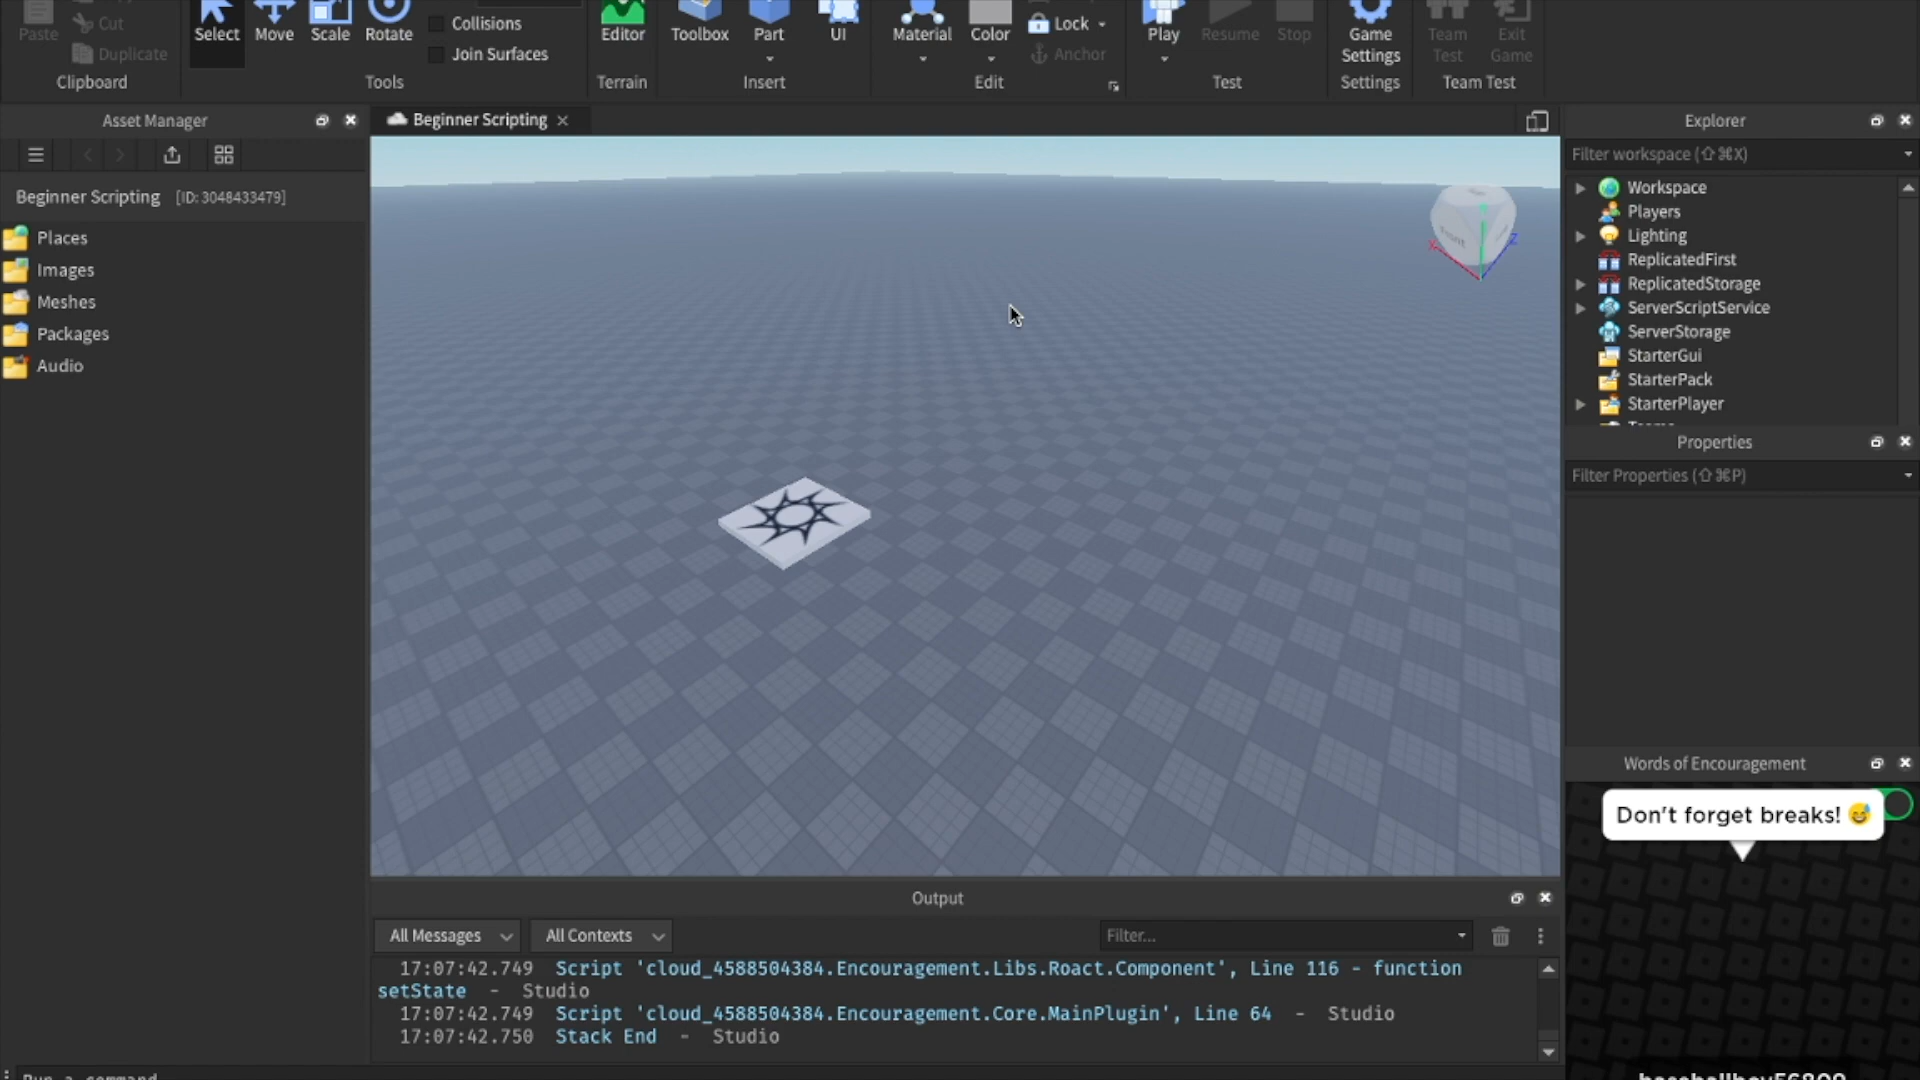 Paste
Cut
Duplicate
Clipboard
Select
Move
Scale
Rotate
Collisions
Join Surfaces
Tools
Editor
Terrain
Toolbox
Part
UI
Insert
Material
Color
Lock
Anchor
Edit
Play
Resume
Stop
Test
Game
Settings
Settings
Team
Test
Exit
Game
Team Test
Asset Manager
Beginner Scripting [ID: 3048433479]
Places
Images
Meshes
Packages
Audio
Beginner Scripting
Front
X
Z
Explorer
Filter workspace (⇧⌘X)
Workspace
Players
Lighting
ReplicatedFirst
ReplicatedStorage
ServerScriptService
ServerStorage
StarterGui
StarterPack
StarterPlayer
Teams
Properties
Filter Properties (⇧⌘P)
Words of Encouragement
Don't forget breaks! 😅
Output
All Messages
All Contexts
Filter...
17:07:42.749 Script 'cloud_4588504384.Encouragement.Libs.Roact.Component', Line 116 - function
setState - Studio
17:07:42.749 Script 'cloud_4588504384.Encouragement.Core.MainPlugin', Line 64 - Studio
17:07:42.750 Stack End - Studio
Run a command